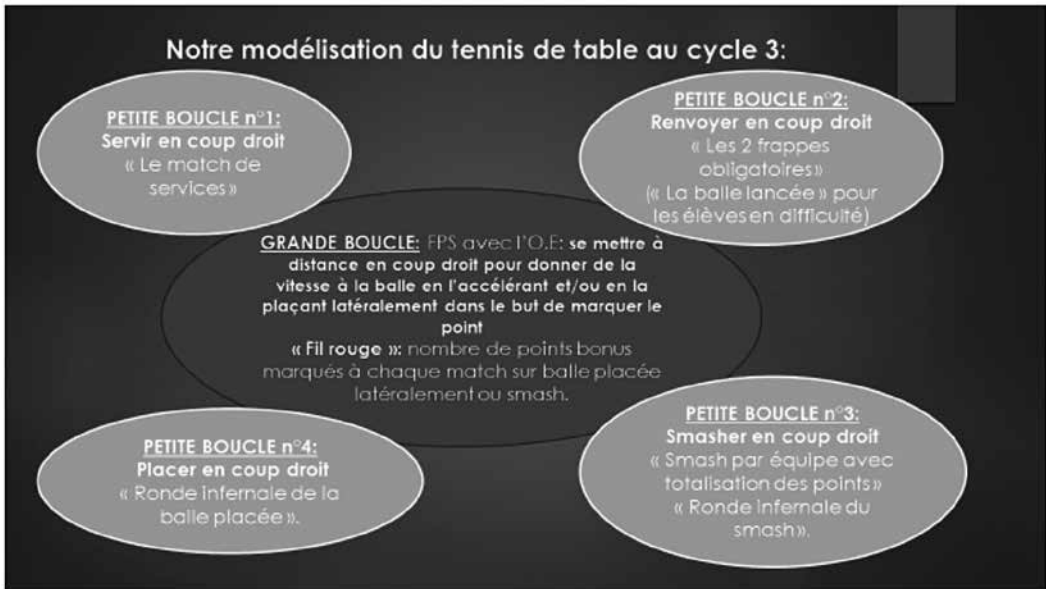 Notre modélisation du tennis de table au cycle 3:
PETITE BOUCLE n°1:
Servir en coup droit
« Le match de
services »
PETITE BOUCLE n°2:
Renvoyer en coup droit
« Les 2 frappes
obligatoires»
(« La balle lancée » pour
les élèves en difficulté)
GRANDE BOUCLE: FPS avec l'O.E: se mettre à
distance en coup droit pour donner de la
vitesse à la balle en l'accélérant et/ou en la
plaçant latéralement dans le but de marquer le
point
« Fil rouge »: nombre de points bonus
marqués à chaque match sur balle placée
latéralement ou smash.
PETITE BOUCLE n°4:
Placer en coup droit
« Ronde infernale de la
balle placée ».
PETITE BOUCLE n°3:
Smasher en coup droit
« Smash par équipe avec
totalisation des points»
« Ronde infernale du
smash».